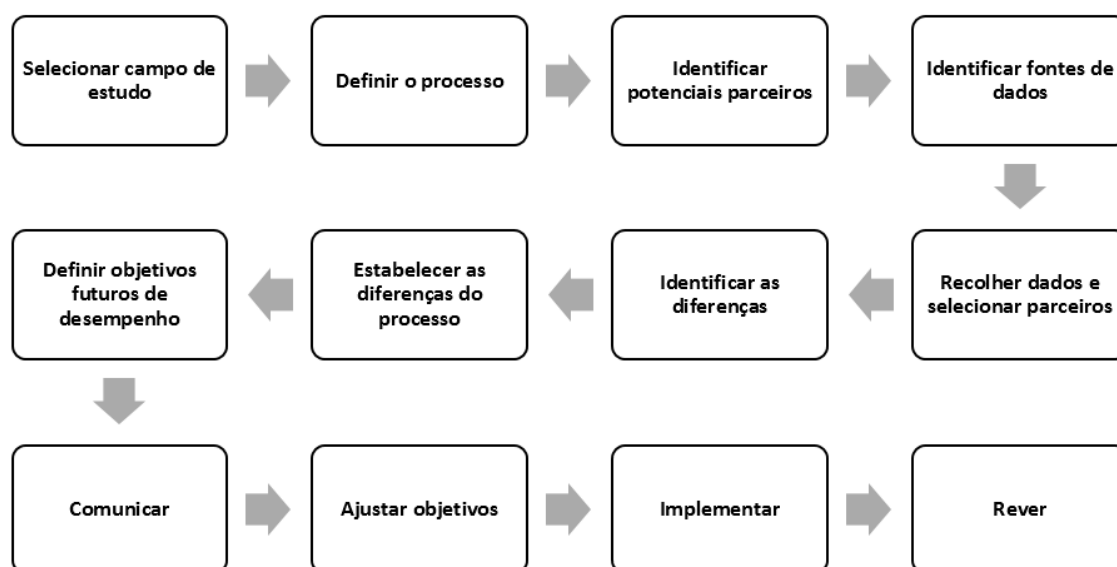 Selecionar campo de
estudo
Definir o processo
Identificar
potenciais parceiros
Identificar fontes de
dados
Recolher dados e
selecionar parceiros
Identificar as
diferenças
Estabelecer as
diferenças do
processo
Definir objetivos
futuros de
desempenho
Comunicar
Ajustar objetivos
Implementar
Rever